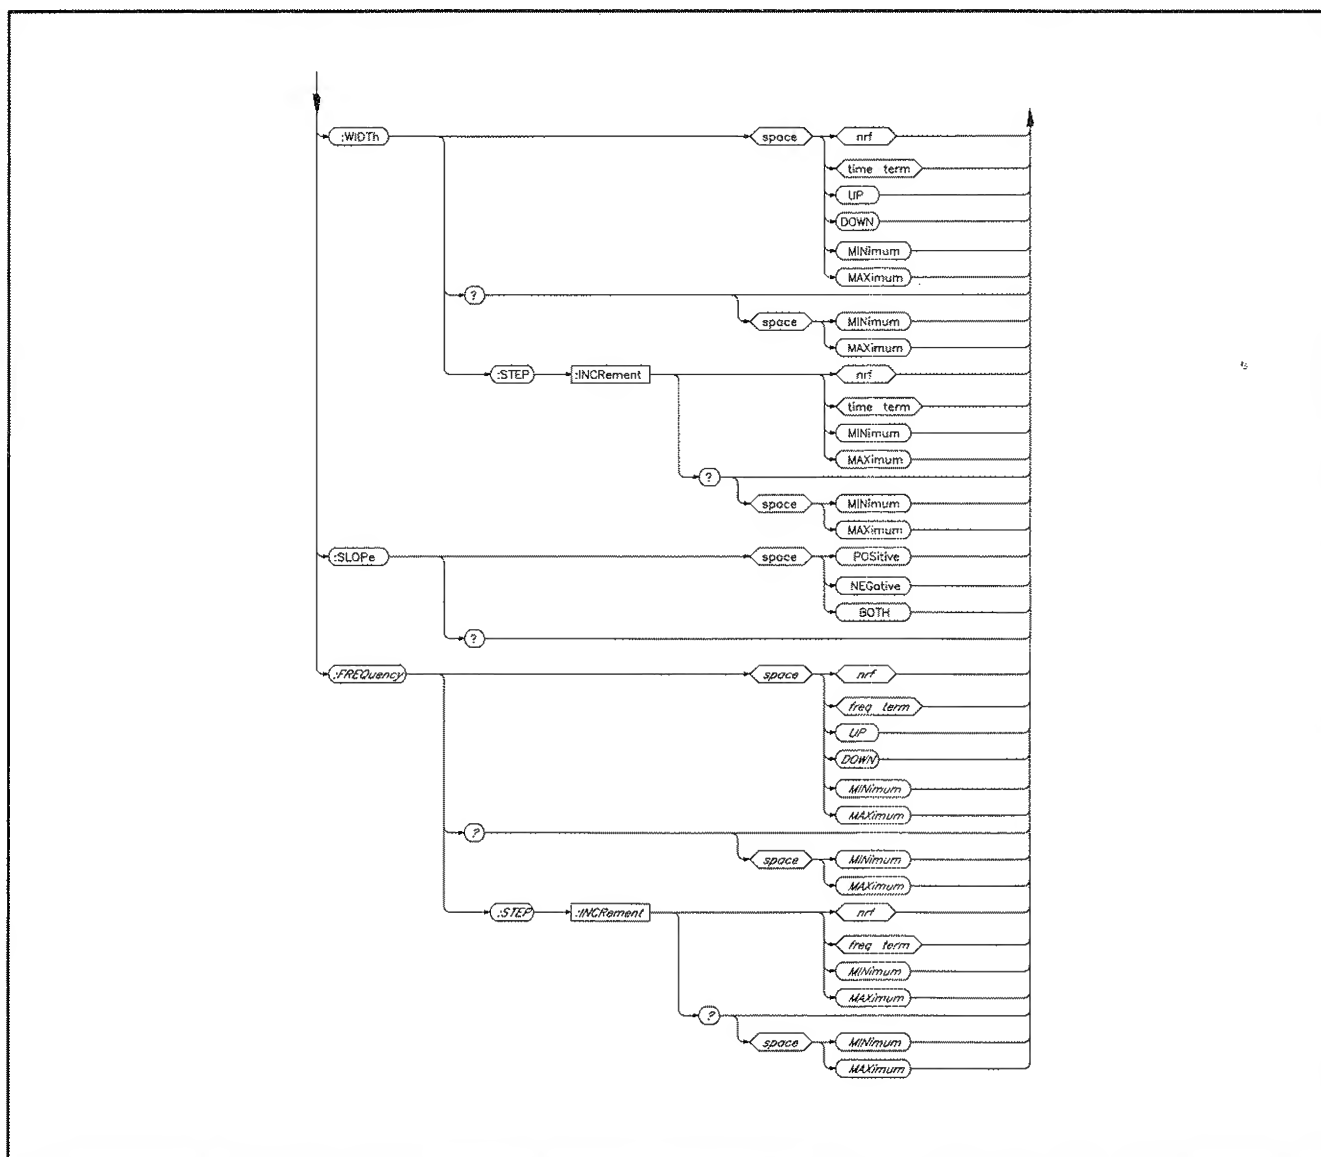 :WIDTh space nrf
time term
UP
DOWN
MINimum
MAXimum
?
space MINimum
MAXimum
:STEP :INCRement nrf
time term
MINimum
MAXimum
?
space MINimum
MAXimum
:SLOPe space POSitive
NEGative
BOTH
?
:FREQuency space nrf
freq term
UP
DOWN
MINimum
MAXimum
?
space MINimum
MAXimum
:STEP :INCRement nrf
freq term
MINimum
MAXimum
?
space MINimum
MAXimum